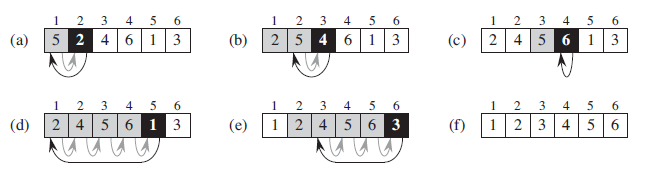 1 2 3 4 5 6 1 2 3 4 5 6 1 2 3 4 5 6
(a) 5 2 4 6 1 3 (b) 2 5 4 6 1 3 (c) 2 4 5 6 1 3
1 2 3 4 5 6 1 2 3 4 5 6 1 2 3 4 5 6
(d) 2 4 5 6 1 3 (e) 1 2 4 5 6 3 (f) 1 2 3 4 5 6